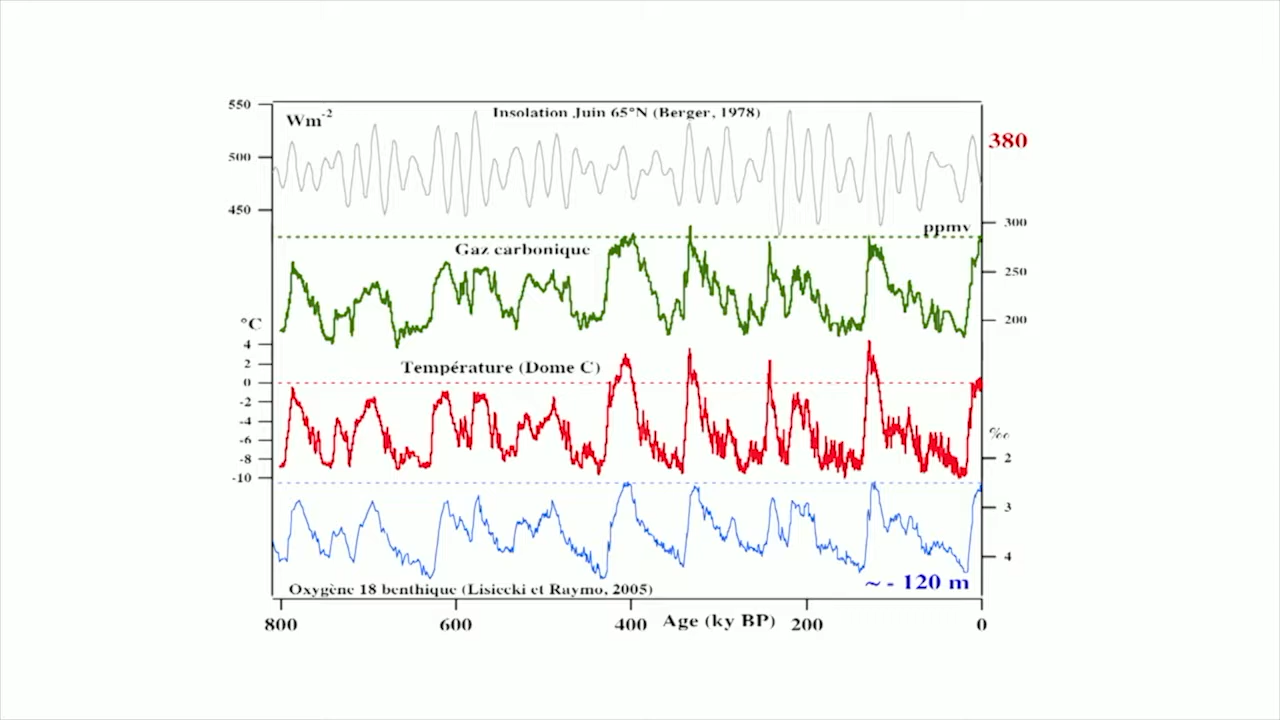 550
Wm-2
Insolation Juin 65°N (Berger, 1978)
380
500
450
300
ppmv
Gaz carbonique
250
200
°C
4
2
0
-2
-4
-6
-8
-10
Température (Dome C)
‰
2
3
4
~ - 120 m
Oxygène 18 benthique (Lisiecki et Raymo, 2005)
800
600
400
Age (ky BP)
200
0